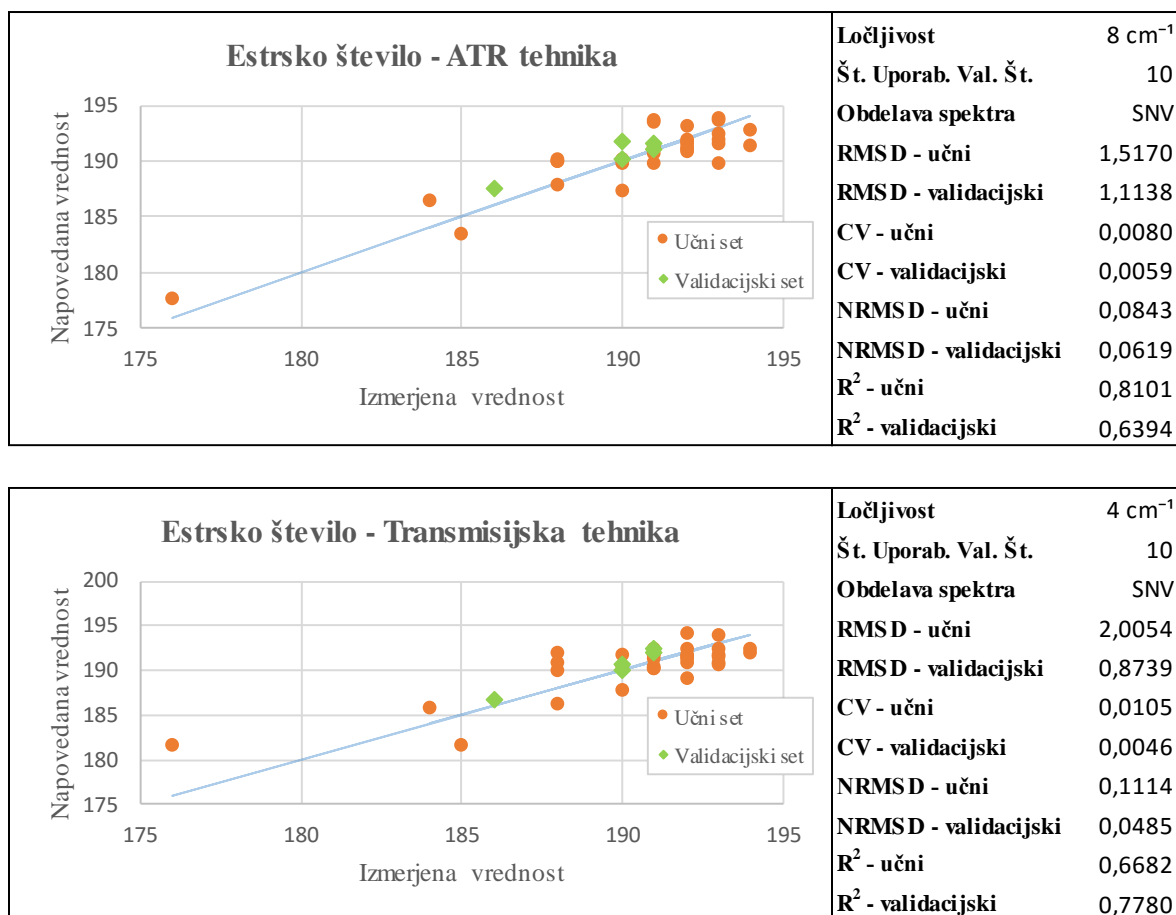 Estrsko število - ATR tehnika
Napovedana vrednost
195
190
185
180
175
175
180
185
190
195
Izmerjena vrednost
Učni set
Validacijski set
Ločljivost 8 cm⁻¹
Št. Uporab. Val. Št. 10
Obdelava spektra SNV
RMSD - učni 1,5170
RMSD - validacijski 1,1138
CV - učni 0,0080
CV - validacijski 0,0059
NRMSD - učni 0,0843
NRMSD - validacijski 0,0619
R² - učni 0,8101
R² - validacijski 0,6394
Estrsko število - Transmisijska tehnika
Napovedana vrednost
200
195
190
185
180
175
175
180
185
190
195
Izmerjena vrednost
Učni set
Validacijski set
Ločljivost 4 cm⁻¹
Št. Uporab. Val. Št. 10
Obdelava spektra SNV
RMSD - učni 2,0054
RMSD - validacijski 0,8739
CV - učni 0,0105
CV - validacijski 0,0046
NRMSD - učni 0,1114
NRMSD - validacijski 0,0485
R² - učni 0,6682
R² - validacijski 0,7780